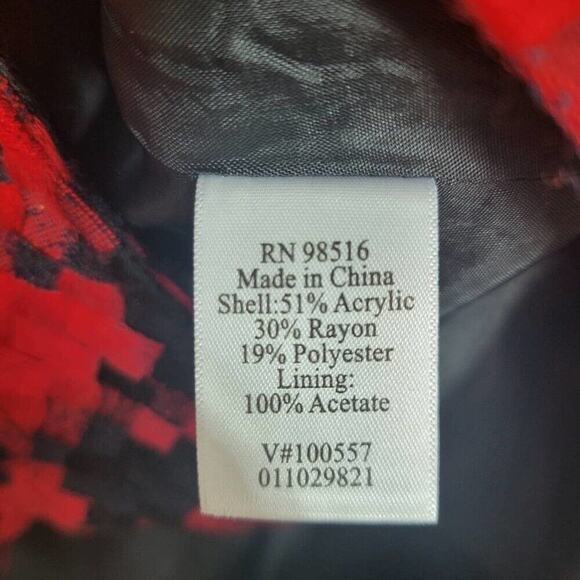 RN 98516
Made in China
Shell:51% Acrylic
30% Rayon
19% Polyester
Lining:
100% Acetate
V#100557
011029821